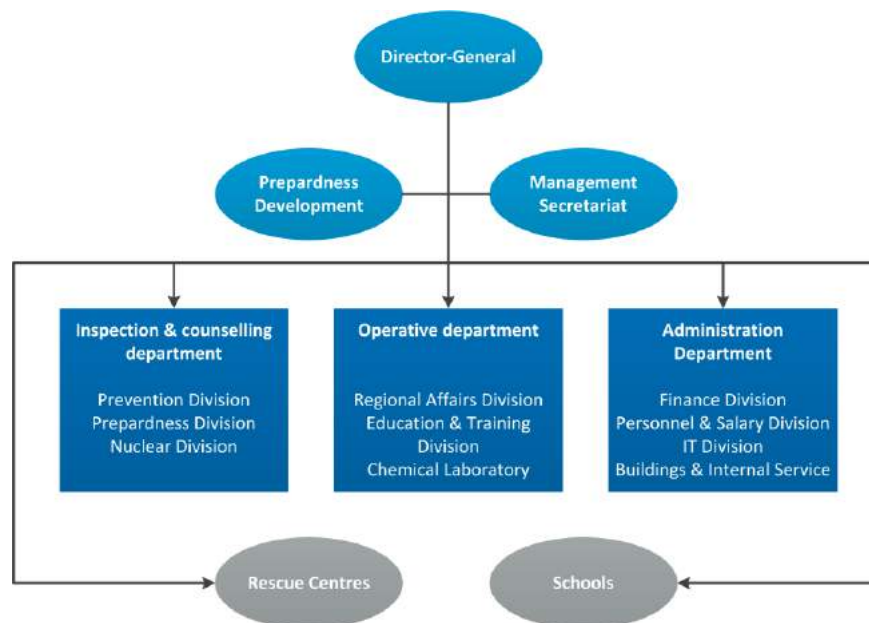 Director-General
Prepardness
Development
Management
Secretariat
Inspection & counselling
department
Prevention Division
Prepardness Division
Nuclear Division
Operative department
Regional Affairs Division
Education & Training
Division
Chemical Laboratory
Administration
Department
Finance Division
Personnel & Salary Division
IT Division
Buildings & Internal Service
Rescue Centres
Schools